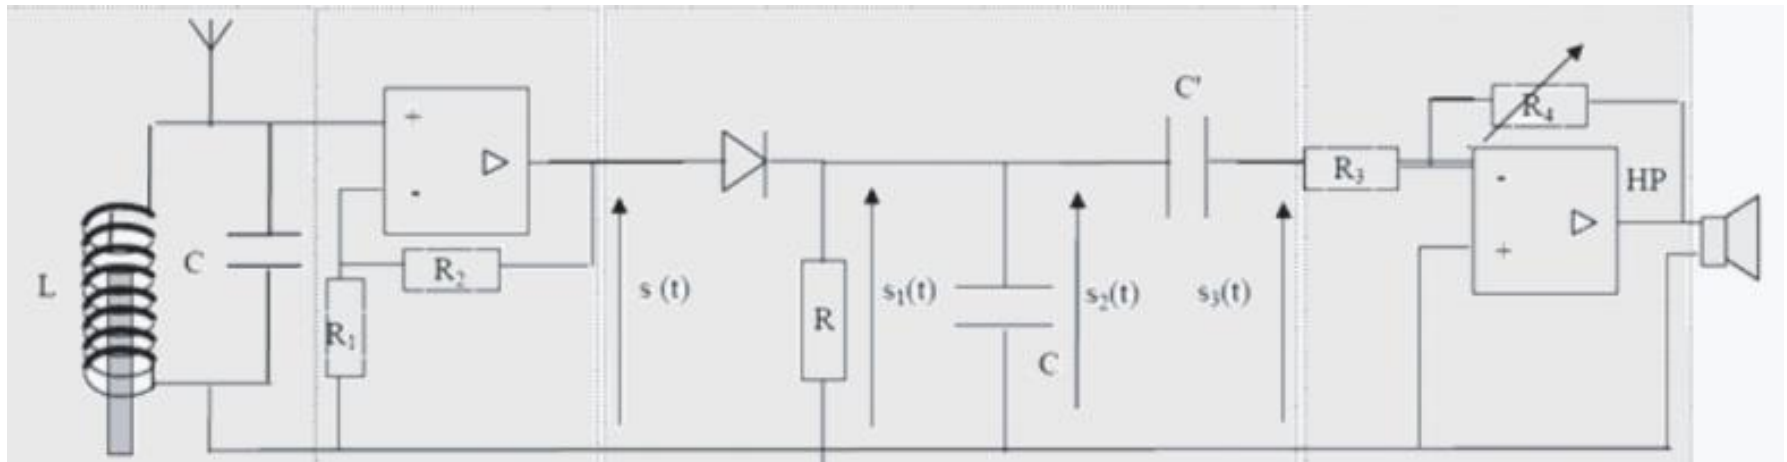 L
C
+
-
R₂
R₁
s (t)
R
s₁(t)
C
s₂(t)
C'
s₃(t)
R₃
R₄
-
+
HP